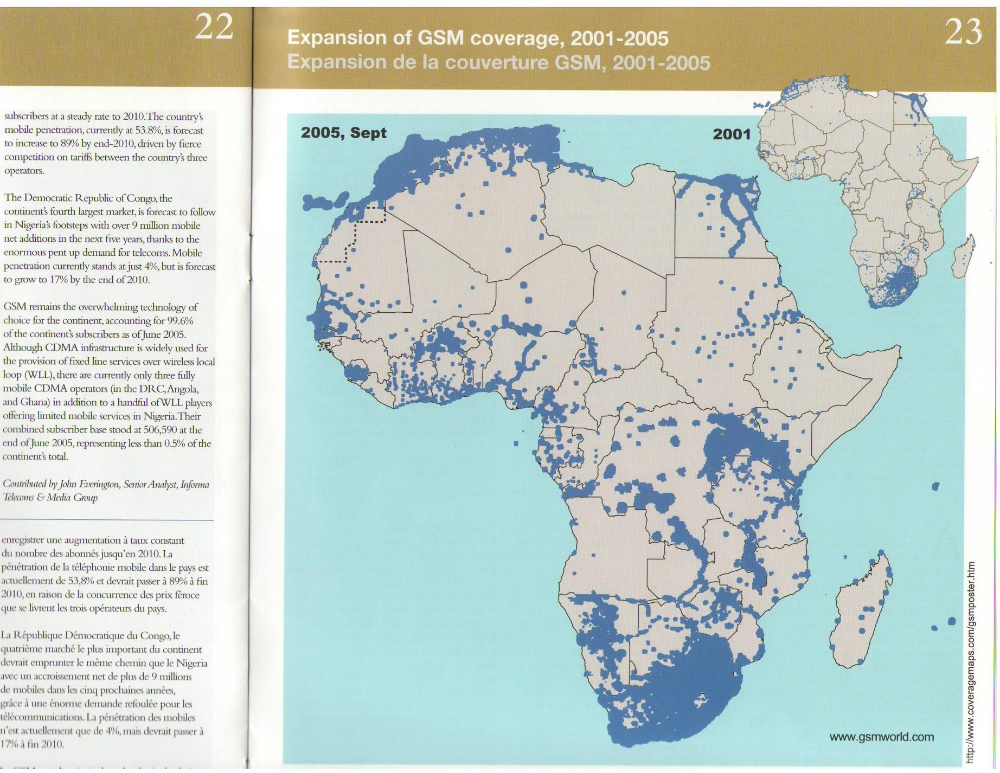 22
subscribers at a steady rate to 2010. The country's
mobile penetration, currently at 53.8%, is forecast
to increase to 89% by end-2010, driven by fierce
competition on tariffs between the country's three
operators.
The Democratic Republic of Congo, the
continent's fourth largest market, is forecast to follow
in Nigeria's footsteps with over 9 million mobile
net additions in the next five years, thanks to the
enormous pent up demand for telecoms. Mobile
penetration currently stands at just 4%, but is forecast
to grow to 17% by the end of 2010.
GSM remains the overwhelming technology of
choice for the continent, accounting for 99.6%
of the continent's subscribers as of June 2005.
Although CDMA infrastructure is widely used for
the provision of fixed line services over wireless local
loop (WLL), there are currently only three fully
mobile CDMA operators (in the DRC, Angola,
and Ghana) in addition to a handful of WLL players
offering limited mobile services in Nigeria. Their
combined subscriber base stood at 506,590 at the
end of June 2005, representing less than 0.5% of the
continent's total.
Contributed by John Everington, Senior Analyst, Informa
Telecoms & Media Group
enregistrer une augmentation à taux constant
du nombre des abonnés jusqu'en 2010. La
pénétration de la téléphonie mobile dans le pays est
actuellement de 53,8% et devrait passer à 89% à fin
2010, en raison de la concurrence des prix féroce
que se livrent les trois opérateurs du pays.
La République Démocratique du Congo, le
quatrième marché le plus important du continent
devrait emprunter le même chemin que le Nigeria
avec un accroissement net de plus de 9 millions
de mobiles dans les cinq prochaines années,
grâce à une énorme demande refoulée pour les
télécommunications. La pénétration des mobiles
n'est actuellement que de 4%, mais devrait passer à
17% à fin 2010.
23
Expansion of GSM coverage, 2001-2005
Expansion de la couverture GSM, 2001-2005
2005, Sept
2001
www.gsmworld.com
http://www.coveragemaps.com/gsmposter.htm